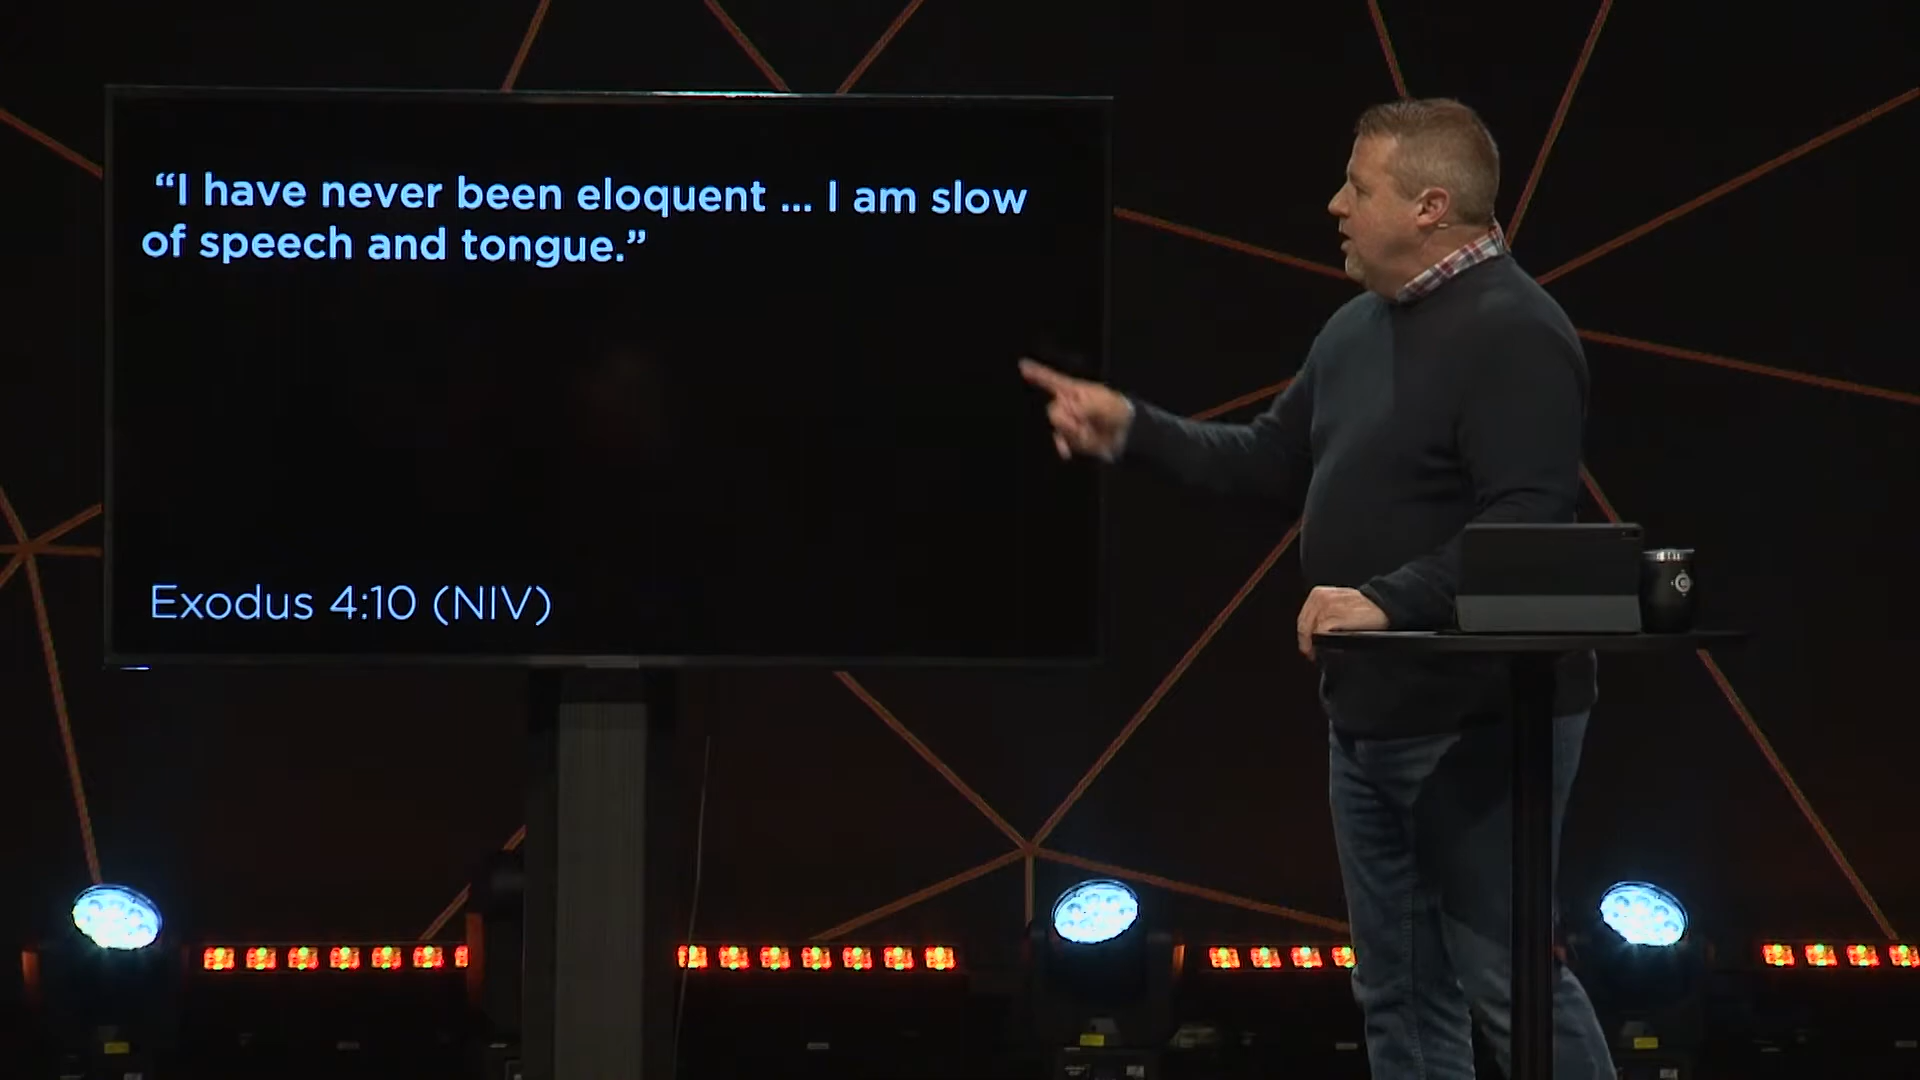 “I have never been eloquent ... I am slow
of speech and tongue.”
Exodus 4:10 (NIV)